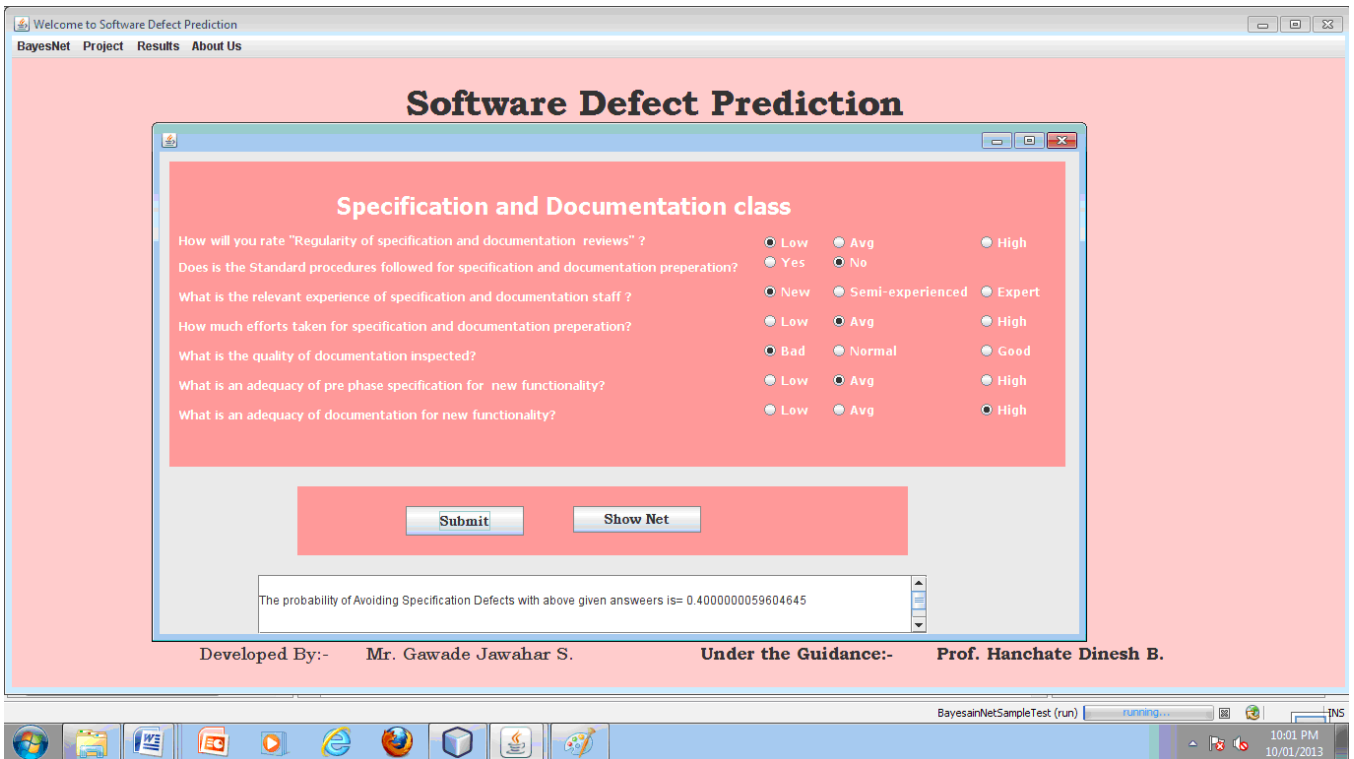 Welcome to Software Defect Prediction
BayesNet Project Results About Us
Software Defect Prediction
Specification and Documentation class
How will you rate "Regularity of specification and documentation reviews" ? Low Avg High
Does is the Standard procedures followed for specification and documentation preperation? Yes No
What is the relevant experience of specification and documentation staff ? New Semi-experienced Expert
How much efforts taken for specification and documentation preperation? Low Avg High
What is the quality of documentation inspected? Bad Normal Good
What is an adequacy of pre phase specification for new functionality? Low Avg High
What is an adequacy of documentation for new functionality? Low Avg High
Submit Show Net
The probability of Avoiding Specification Defects with above given answeers is= 0.4000000059604645
Developed By:- Mr. Gawade Jawahar S. Under the Guidance:- Prof. Hanchate Dinesh B.
BayesainNetSampleTest (run) running... INS
10:01 PM
10/01/2013